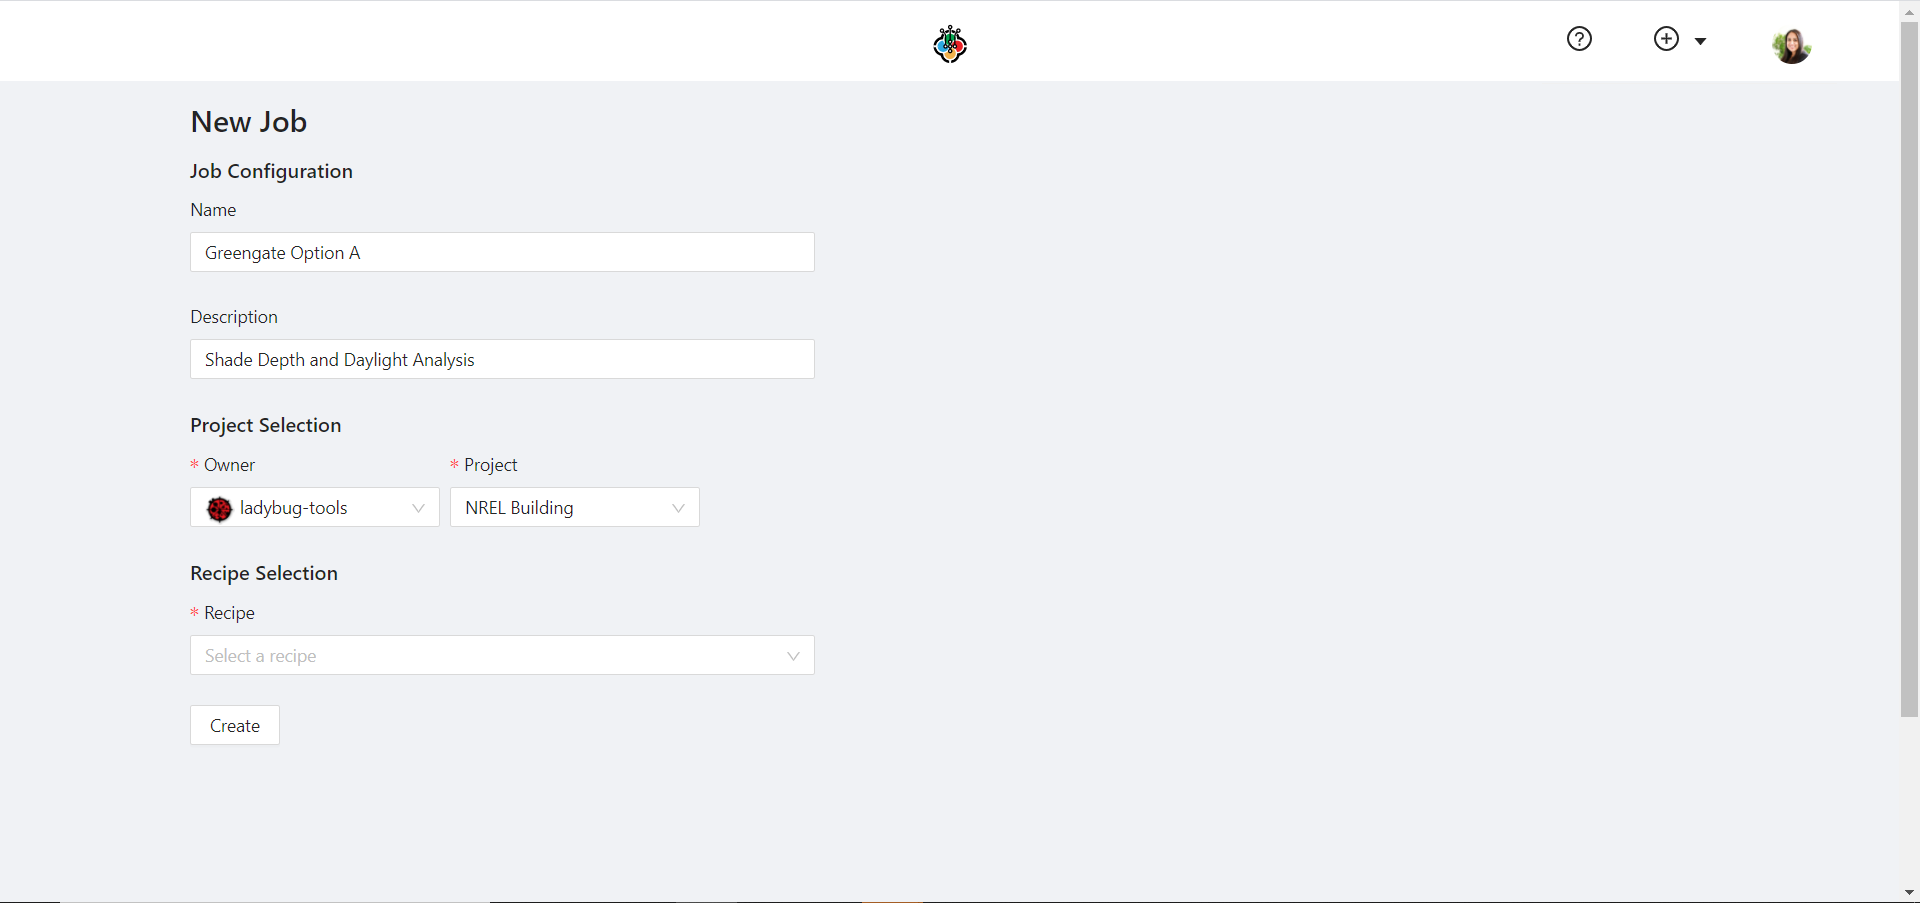 New Job
Job Configuration
Name
Greengate Option A
Description
Shade Depth and Daylight Analysis
Project Selection
* Owner * Project
ladybug-tools NREL Building
Recipe Selection
* Recipe
Select a recipe
Create